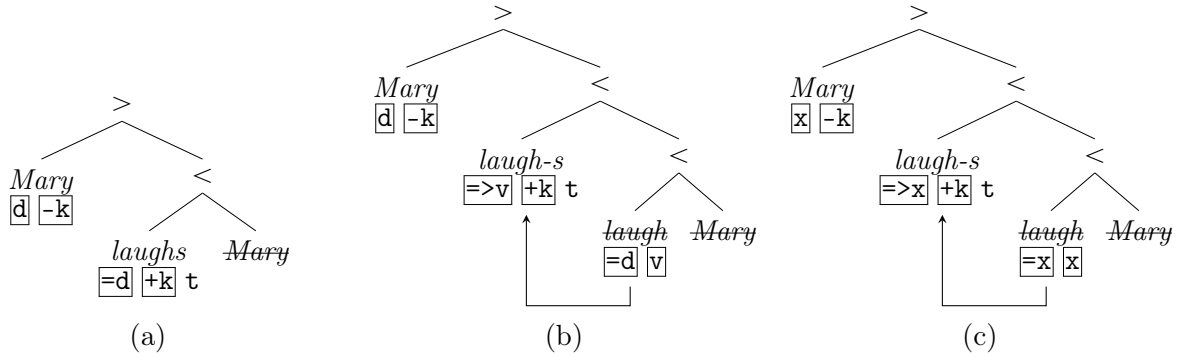 >
Mary
d -k
<
laughs
=d +k t
Mary
(a)
>
Mary
d -k
<
laugh-s
=>v +k t
<
laugh
=d v
Mary
(b)
>
Mary
x -k
<
laugh-s
=>x +k t
<
laugh
=x x
Mary
(c)